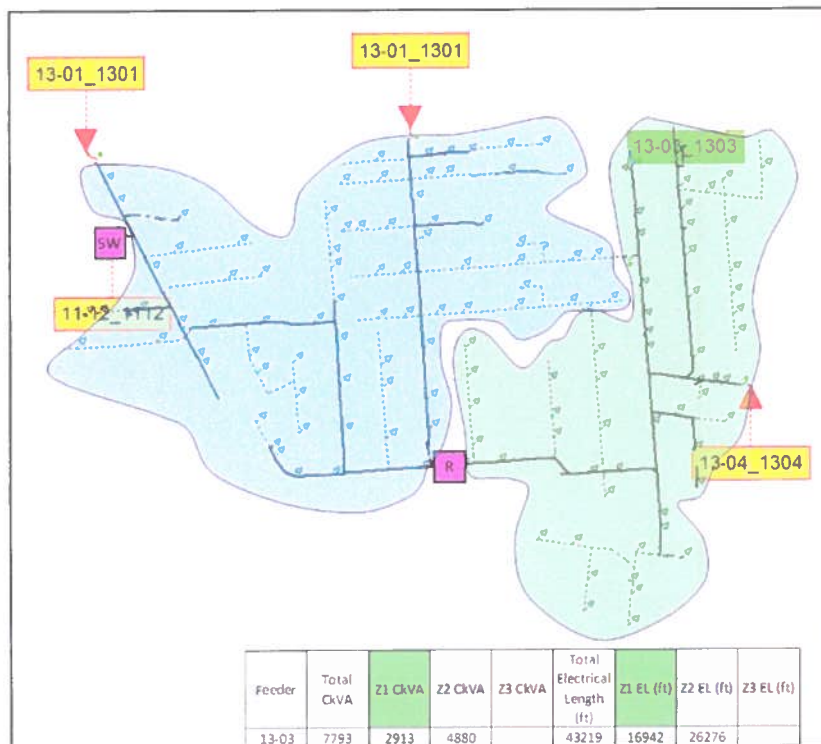 13-01_1301
13-01_1301
13-03_1303
SW
R
13-04_1304
Feeder Total CkVA Z1 CkVA Z2 CkVA Z3 CkVA Total Electrical Length (ft) Z1 EL (ft) Z2 EL (ft) Z3 EL (ft)
13-03 7793 2913 4880 43219 16942 26276